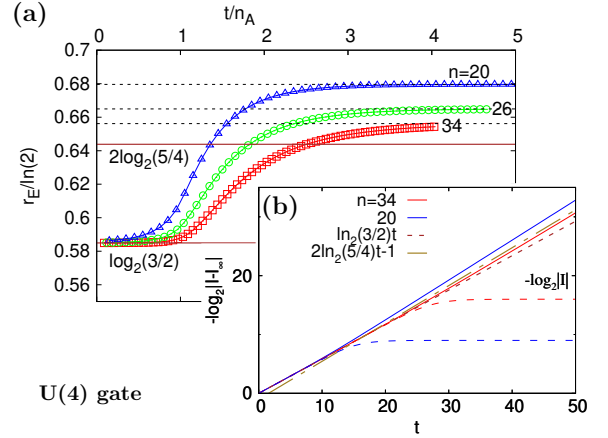 (a)
t/n_A
0 1 2 3 4 5
0.7
0.68
0.66
0.64
0.62
0.6
0.58
0.56
r_E/ln(2)
n=20
26
34
2log_2(5/4)
log_2(3/2)
(b)
n=34
20
ln_2(3/2)t
2ln_2(5/4)t-1
-log_2|I|
-log_2|I-I_∞|
20
0
0 10 20 30 40 50
t
U(4) gate